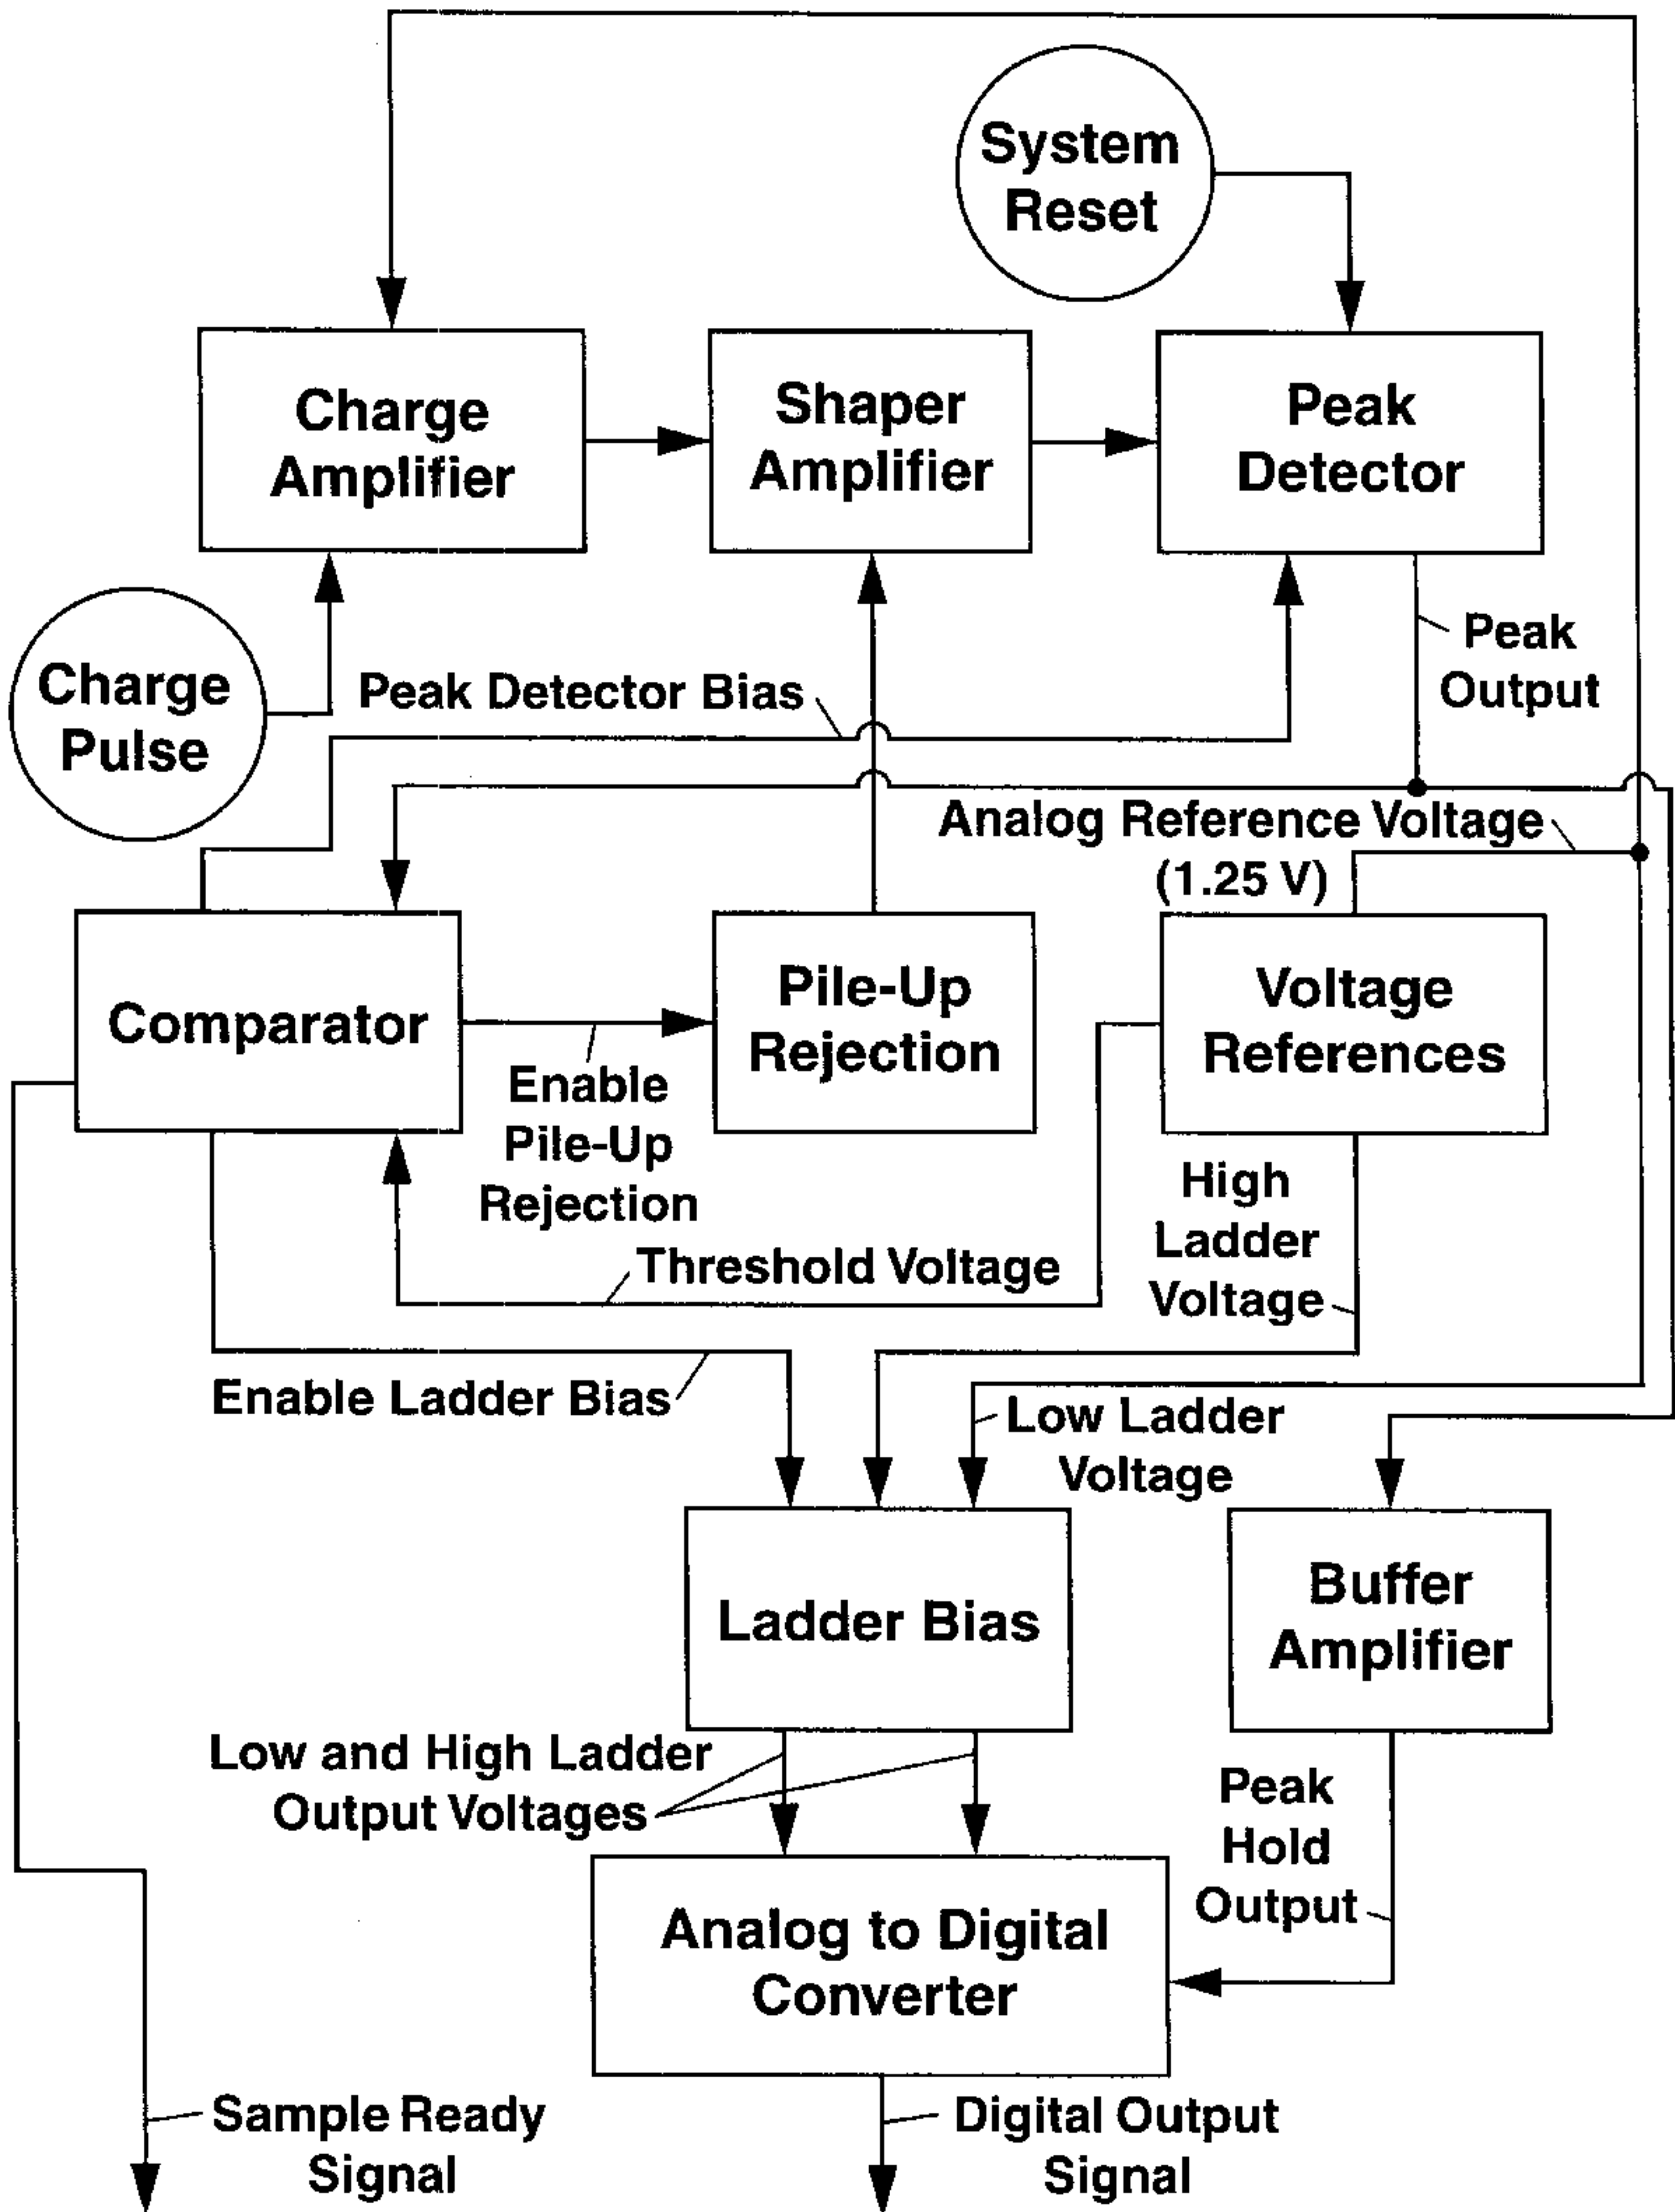 System
Reset
Charge
Amplifier
Shaper
Amplifier
Peak
Detector
Charge
Pulse
Peak Detector Bias
Peak
Output
Analog Reference Voltage
(1.25 V)
Comparator
Pile-Up
Rejection
Voltage
References
Enable
Pile-Up
Rejection
High
Ladder
Voltage
Threshold Voltage
Enable Ladder Bias
Low Ladder
Voltage
Ladder Bias
Buffer
Amplifier
Low and High Ladder
Output Voltages
Peak
Hold
Output
Analog to Digital
Converter
Sample Ready
Signal
Digital Output
Signal